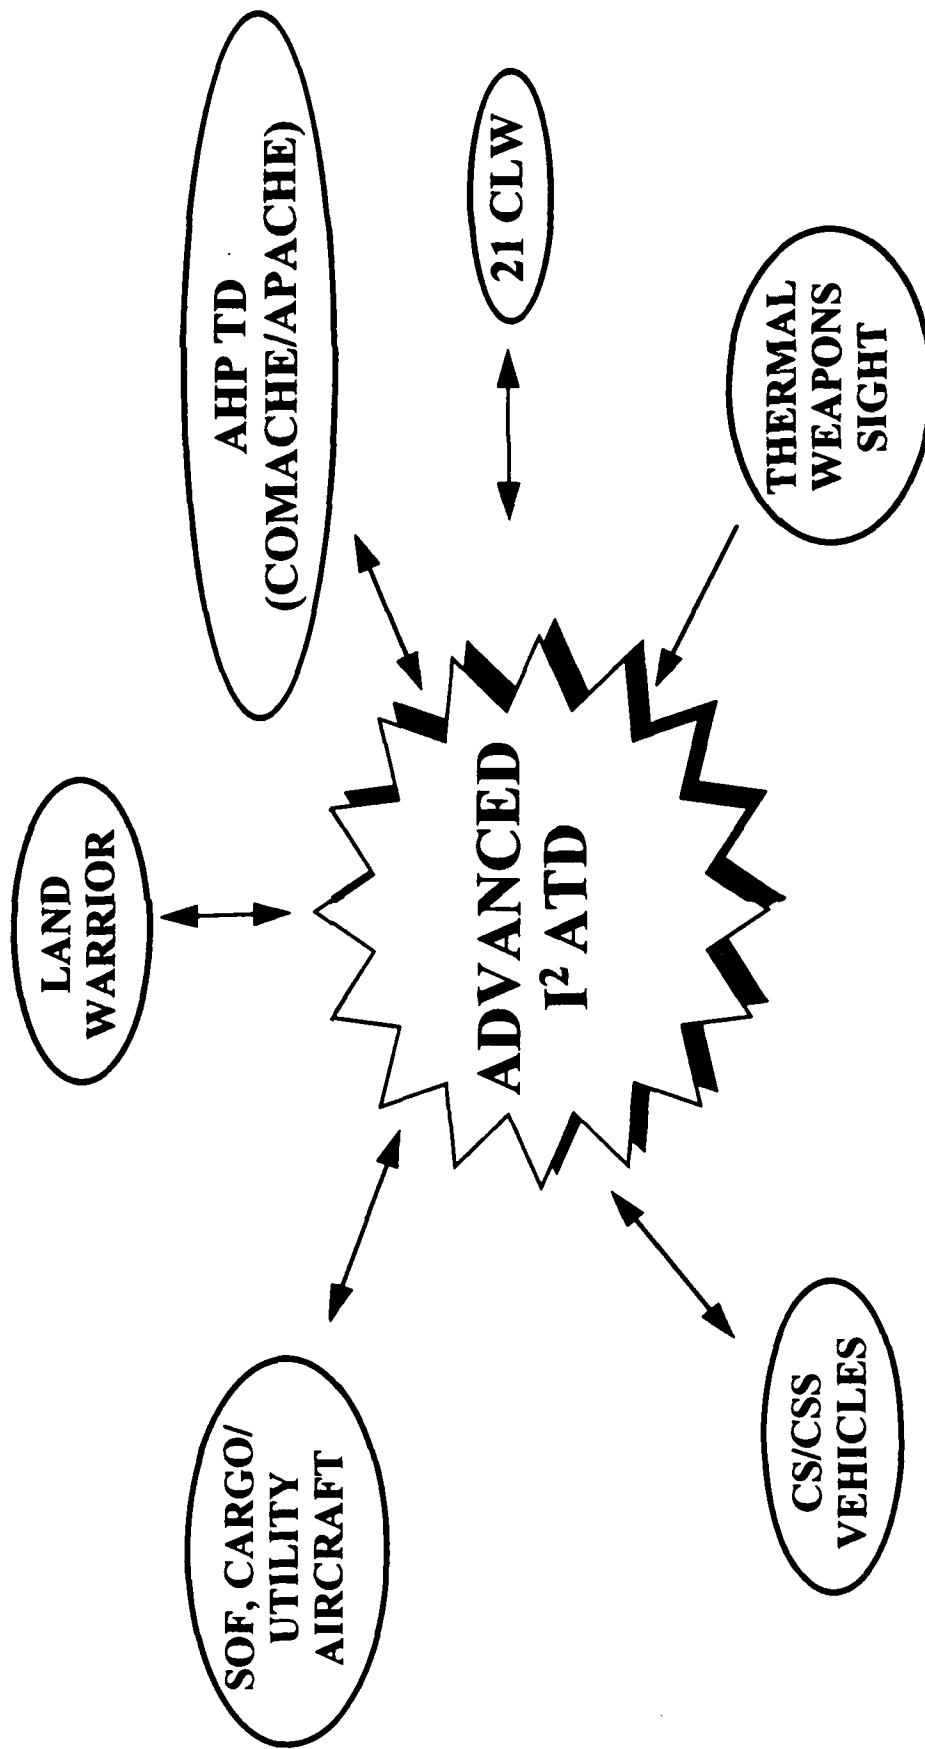 LAND
WARRIOR
SOF, CARGO/
UTILITY
AIRCRAFT
AHP TD
(COMACHE/APACHE)
ADVANCED
I² ATD
21 CLW
CS/CSS
VEHICLES
THERMAL
WEAPONS
SIGHT